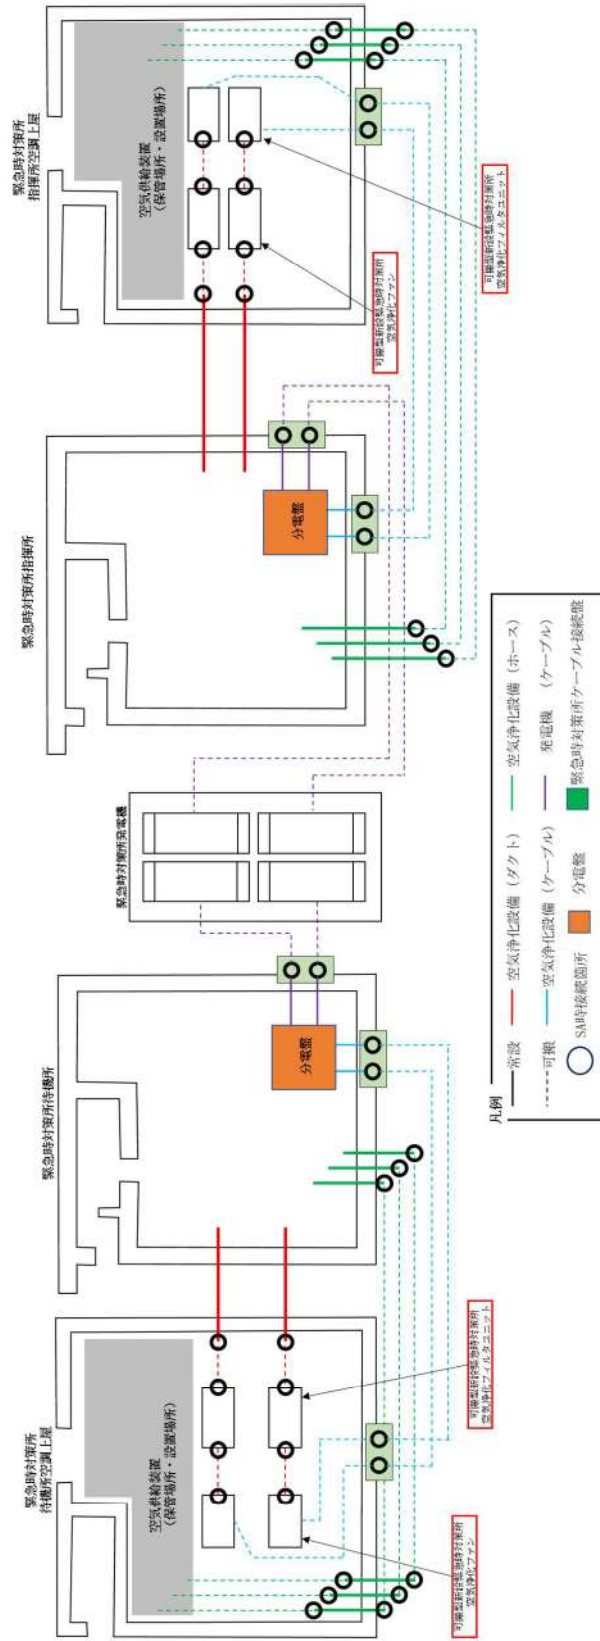 緊急時対策所
待機所空調上屋
空気供給装置
(保管場所・設置場所)
可搬型新設緊急時対策所
空気浄化ファン
可搬型新設緊急時対策所
空気浄化フィルタユニット
緊急時対策所待機所
分電盤
緊急時対策所発電機
緊急時対策所指揮所
分電盤
緊急時対策所
指揮所空調上屋
空気供給装置
(保管場所・設置場所)
可搬型新設緊急時対策所
空気浄化ファン
可搬型新設緊急時対策所
空気浄化フィルタユニット
凡例
常設
空気浄化設備（ダクト）
空気浄化設備（ホース）
可搬
空気浄化設備（ケーブル）
発電機　（ケーブル）
SA時接続箇所
分電盤
緊急時対策所ケーブル接続盤